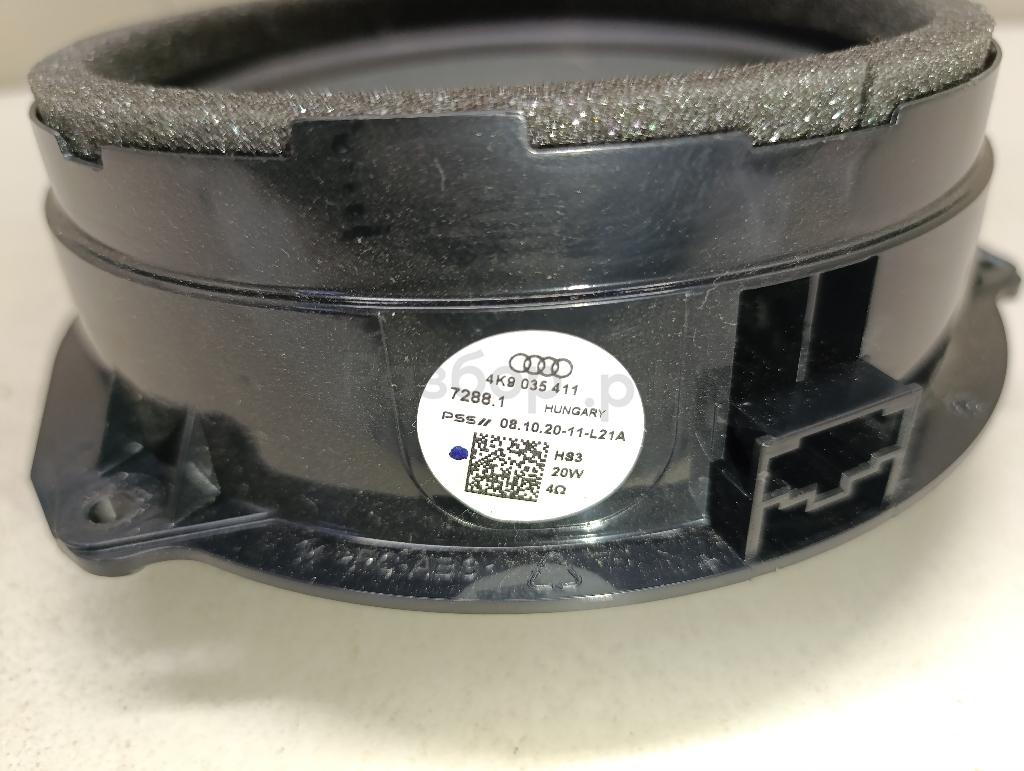 4K9 035 411
7288.1 HUNGARY
PSS// 08.10.20-11-L21A
HS3
20W
4Ω